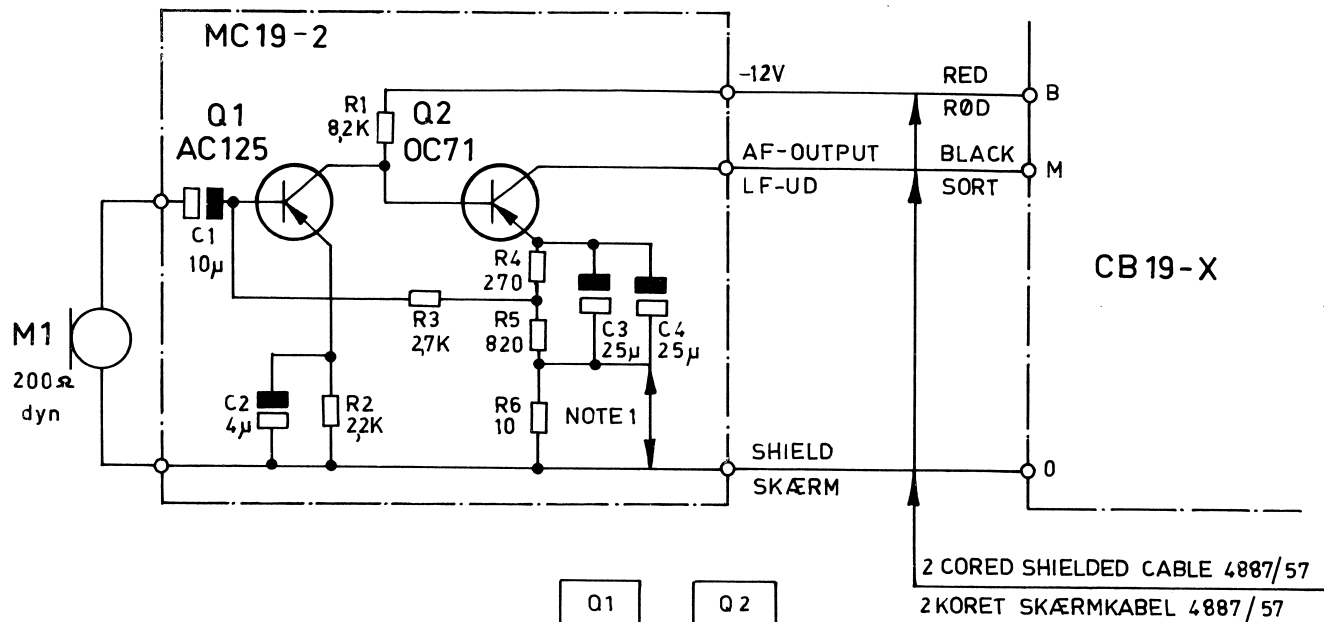 MC19-2
Q1
AC125
R1
8,2K
Q2
OC71
-12V
RED
RØD
B
AF-OUTPUT
LF-UD
BLACK
SORT
M
C1
10µ
R4
270
CB19-X
M1
200Ω
dyn
R3
2,7K
R5
820
C3
25µ
C4
25µ
C2
4µ
R2
2,2K
R6
10
NOTE 1
SHIELD
SKÆRM
0
2 CORED SHIELDED CABLE 4887/57
2 KORET SKÆRMKABEL 4887/57
Q1
Q2